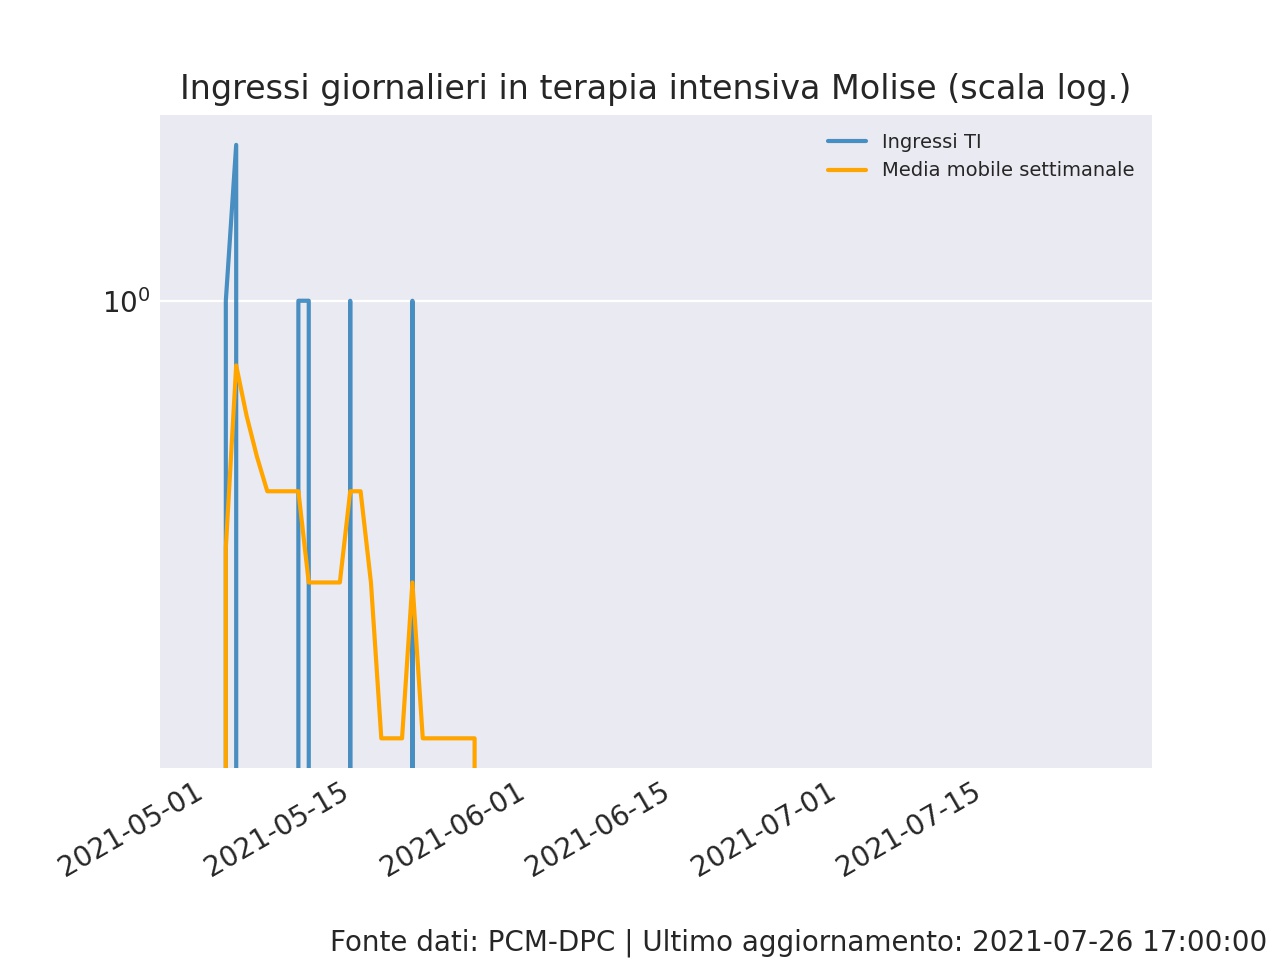 Ingressi giornalieri in terapia intensiva Molise (scala log.)
Ingressi TI
Media mobile settimanale
10⁰
2021-05-01
2021-05-15
2021-06-01
2021-06-15
2021-07-01
2021-07-15
Fonte dati: PCM-DPC | Ultimo aggiornamento: 2021-07-26 17:00:00